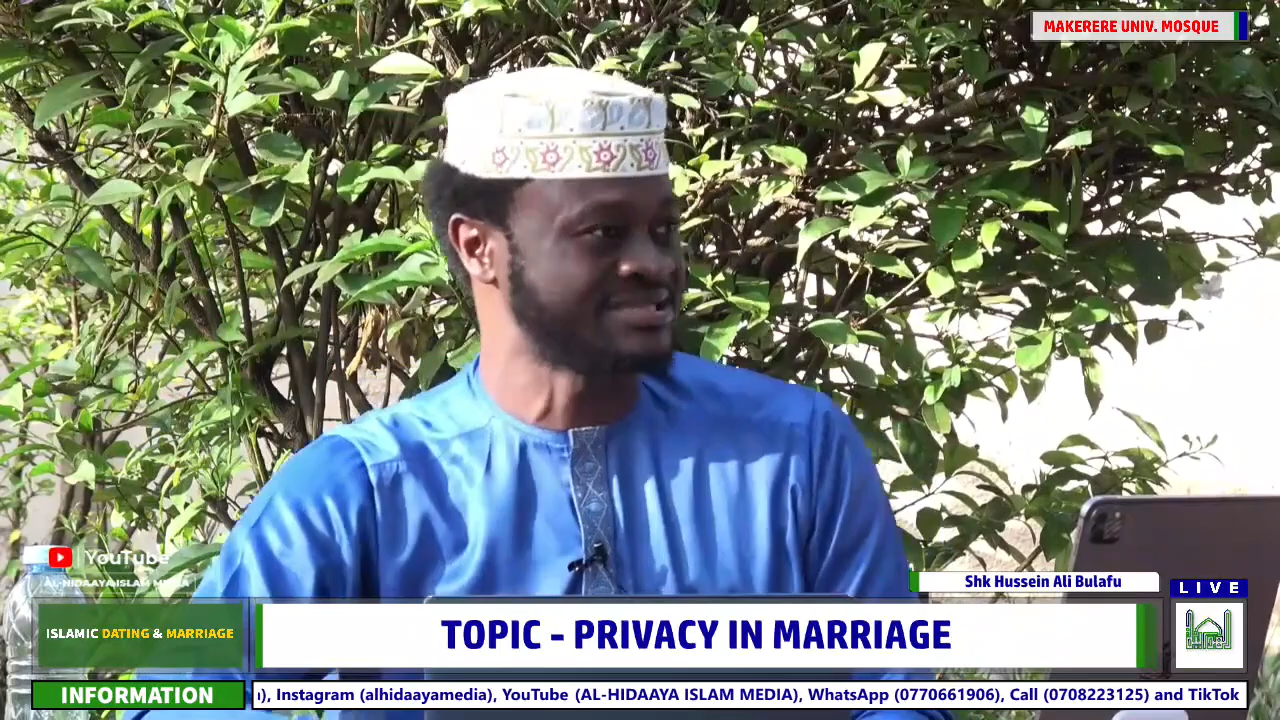 MAKERERE UNIV. MOSQUE
YouTube
AL-HIDAAYA ISLAM MEDIA
Shk Hussein Ali Bulafu
LIVE
ISLAMIC DATING & MARRIAGE
TOPIC - PRIVACY IN MARRIAGE
INFORMATION
), Instagram (alhidaayamedia), YouTube (AL-HIDAAYA ISLAM MEDIA), WhatsApp (0770661906), Call (0708223125) and TikTok